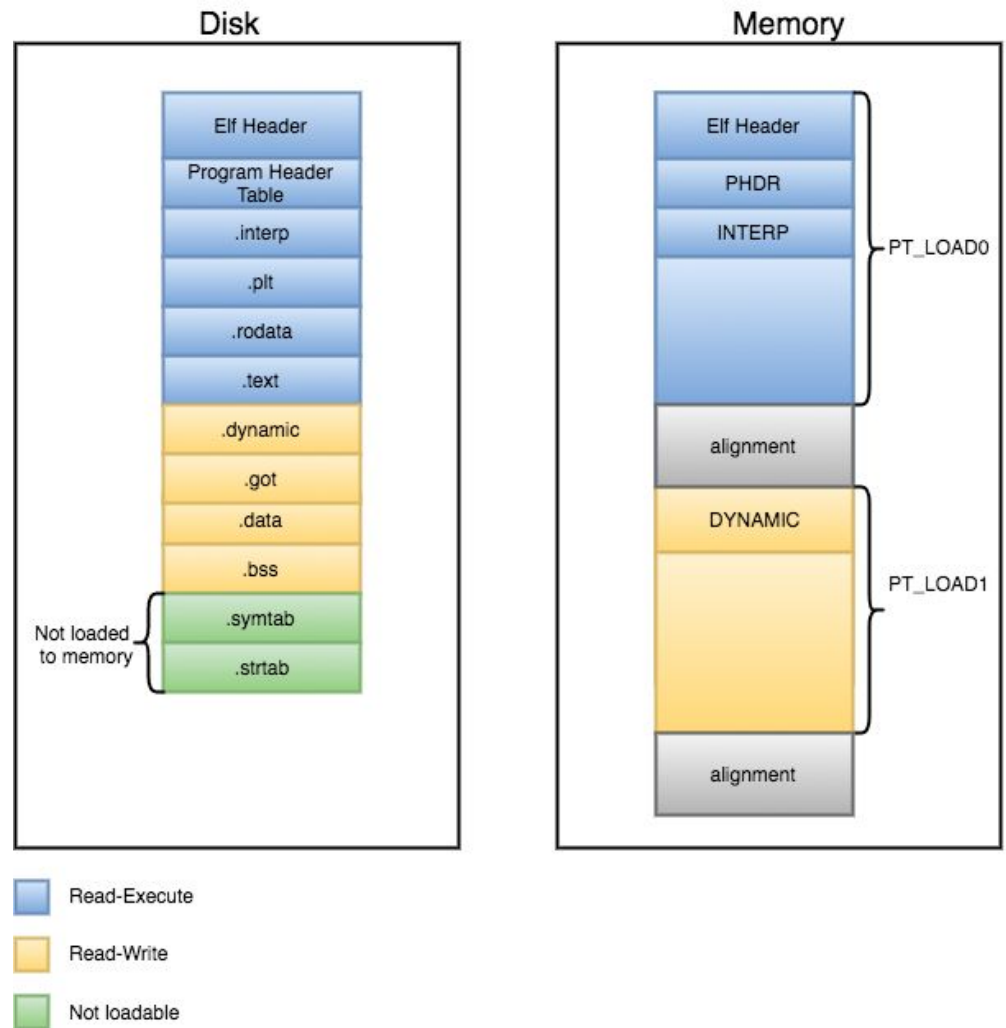 Disk
Elf Header
Program Header
Table
.interp
.plt
.rodata
.text
.dynamic
.got
.data
.bss
.symtab
.strtab
Not loaded
to memory
Memory
Elf Header
PHDR
INTERP
PT_LOAD0
alignment
DYNAMIC
PT_LOAD1
alignment
Read-Execute
Read-Write
Not loadable